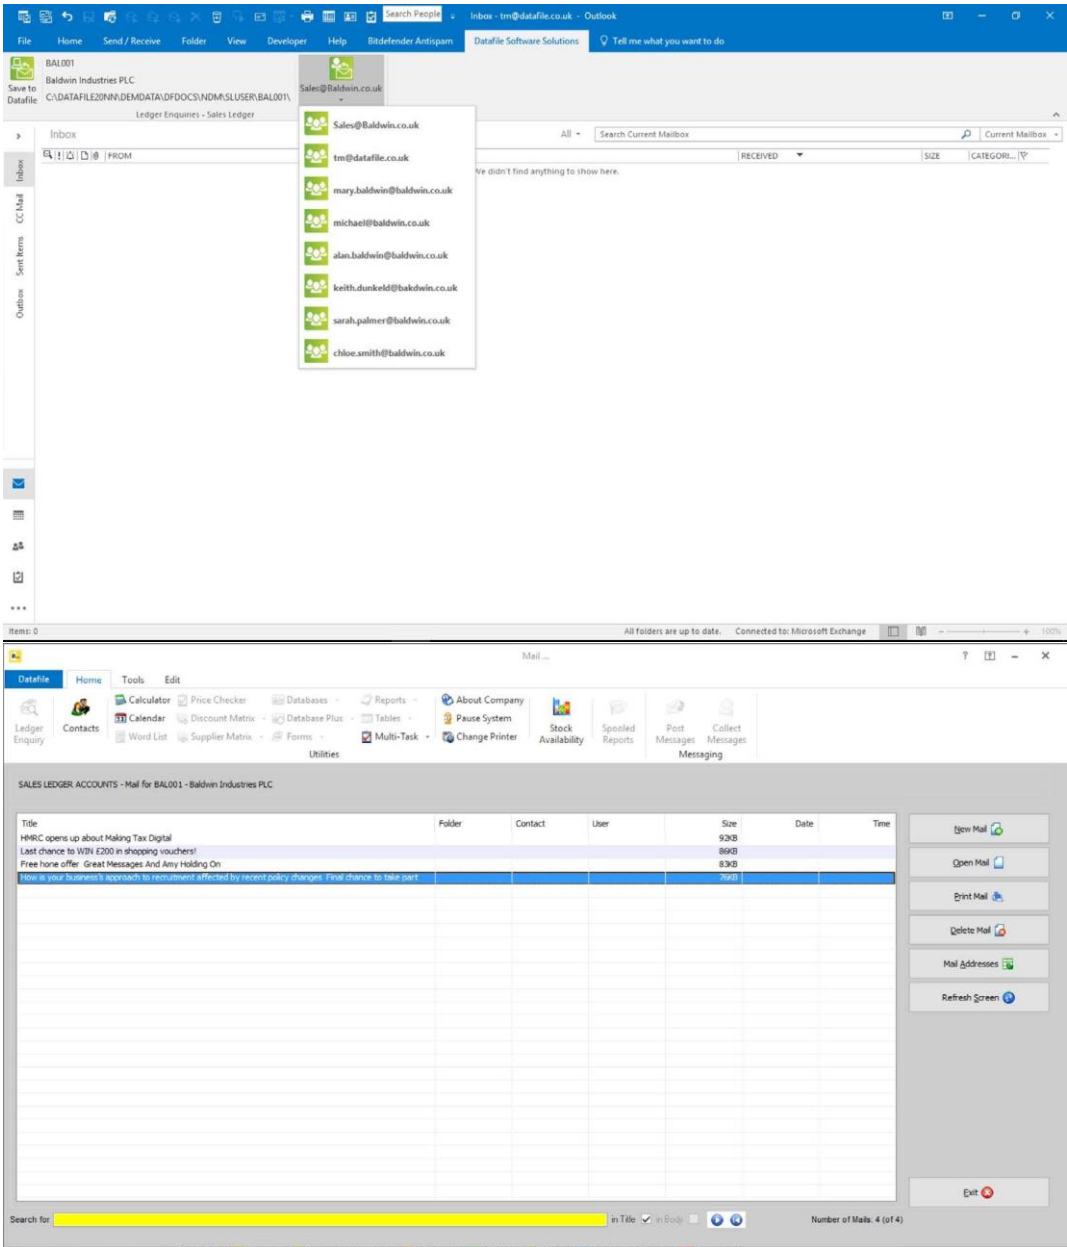 Search People
Inbox - tm@datafile.co.uk - Outlook
File Home Send / Receive Folder View Developer Help Bitdefender Antispam Datafile Software Solutions Tell me what you want to do
Save to Datafile
BAL001
Baldwin Industries PLC
C:\DATAFILE20NN\DEMDATA\DFDOCS\NDM\SLUSER\BAL001\
Sales@Baldwin.co.uk
Ledger Enquiries - Sales Ledger
Sales@Baldwin.co.uk
tm@datafile.co.uk
mary.baldwin@baldwin.co.uk
michael@baldwin.co.uk
alan.baldwin@baldwin.co.uk
keith.dunkeld@bakdwin.co.uk
sarah.palmer@baldwin.co.uk
chloe.smith@baldwin.co.uk
Inbox All Search Current Mailbox Current Mailbox
FROM RECEIVED SIZE CATEGORI...
We didn't find anything to show here.
Inbox
CC Mail
Sent Items
Outbox
Items: 0 All folders are up to date. Connected to: Microsoft Exchange 100%
Mail ...
Datafile Home Tools Edit
Ledger Enquiry
Contacts
Calculator Price Checker Databases Reports About Company
Calendar Discount Matrix Database Plus Tables Pause System
Word List Supplier Matrix Forms Multi-Task Change Printer
Stock Availability
Spooled Reports
Post Messages
Collect Messages
Utilities Messaging
SALES LEDGER ACCOUNTS - Mail for BAL001 - Baldwin Industries PLC
Title Folder Contact User Size Date Time
HMRC opens up about Making Tax Digital 92KB
Last chance to WIN £200 in shopping vouchers! 86KB
Free hone offer Great Messages And Amy Holding On 83KB
How is your business's approach to recruitment affected by recent policy changes Final chance to take part 76KB
New Mail
Open Mail
Print Mail
Delete Mail
Mail Addresses
Refresh Screen
Exit
Search for in Title in Body Number of Mails: 4 (of 4)